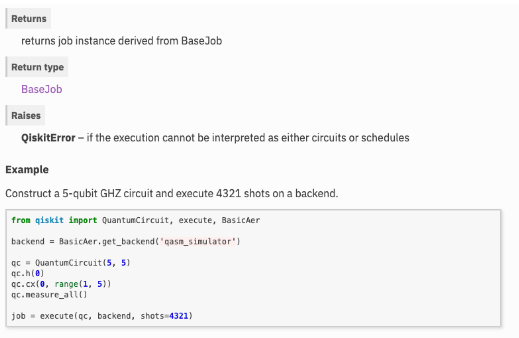 Returns
returns job instance derived from BaseJob
Return type
BaseJob
Raises
QiskitError – if the execution cannot be interpreted as either circuits or schedules
Example
Construct a 5-qubit GHZ circuit and execute 4321 shots on a backend.
from qiskit import QuantumCircuit, execute, BasicAer
backend = BasicAer.get_backend('qasm_simulator')
qc = QuantumCircuit(5, 5)
qc.h(0)
qc.cx(0, range(1, 5))
qc.measure_all()
job = execute(qc, backend, shots=4321)